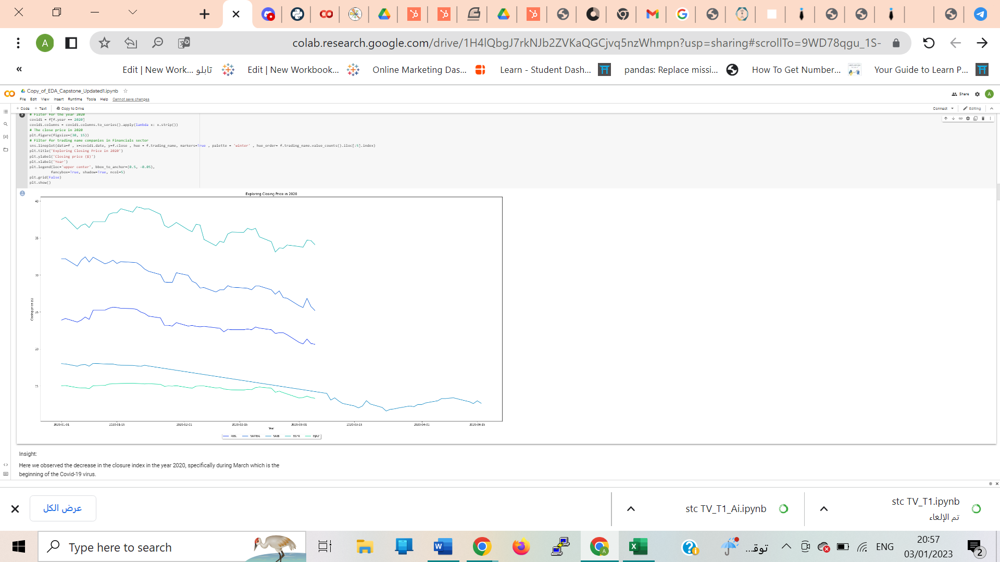 A
colab.research.google.com/drive/1H4lQbgJ7rkNJb2ZVKaQGCjvq5nzWhmpn?usp=sharing#scrollTo=9WD78qgu_1S-
«
Edit | New Work... تابلو
Edit | New Workbook...
Online Marketing Das...
Learn - Student Dash...
pandas: Replace missi...
How To Get Number...
Your Guide to Learn P...
Copy_of_EDA_Capstone_Updated1.ipynb
File Edit View Insert Runtime Tools Help Cannot save changes
Share
A
+ Code + Text Copy to Drive
Connect
Editing
# Filter for the year 2020
covid1 = f[f.year == 2020]
covid1.columns = covid1.columns.to_series().apply(lambda x: x.strip())
# The close price in 2020
plt.figure(figsize=(30, 15))
# Filter for trading name companies in Financials sector
sns.lineplot(data=f , x=covid1.date, y=f.close , hue = f.trading_name, markers=True , palette = 'winter' , hue_order= f.trading_name.value_counts().iloc[:5].index)
plt.title('Exploring Closing Price in 2020')
plt.ylabel('Closing price ($)')
plt.xlabel('Year')
plt.legend(loc='upper center', bbox_to_anchor=(0.5, -0.05),
fancybox=True, shadow=True, ncol=5)
plt.grid(False)
plt.show()
Exploring Closing Price in 2020
40
35
30
25
20
15
Closing price ($)
2020-01-01 2020-01-15 2020-02-01 2020-02-15 2020-03-01 2020-03-15 2020-04-01 2020-04-15
Year
RIBL SAMBA SAIB BSFR BJAZ
Insight:
Here we observed the decrease in the closure index in the year 2020, specifically during March which is the
beginning of the Covid-19 virus.
عرض الكل
stc TV_T1_Ai.ipynb
stc TV_T1.ipynb
تم الإلغاء
Type here to search
توق...
ENG
20:57
03/01/2023
2